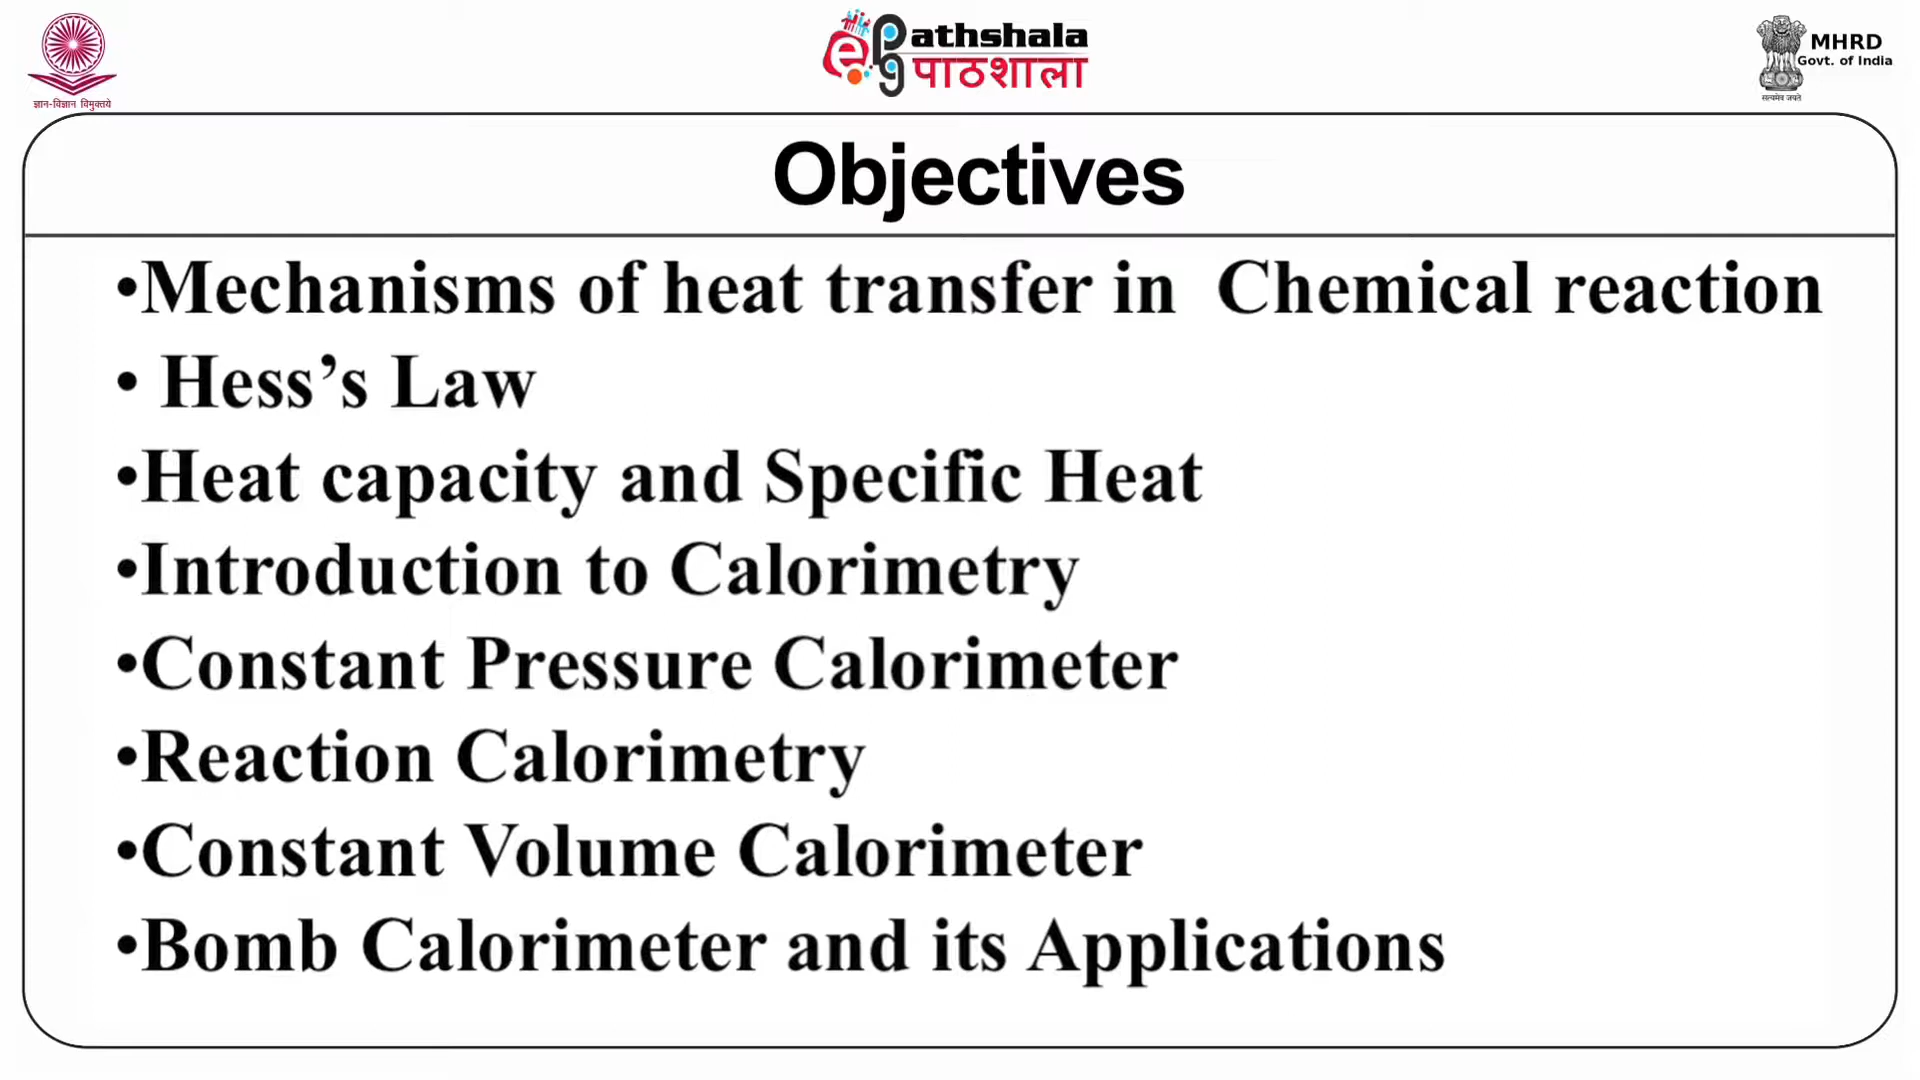 ज्ञान-विज्ञान विमुक्तये
ePathshala
पाठशाला
MHRD
Govt. of India
सत्यमेव जयते
Objectives
•Mechanisms of heat transfer in  Chemical reaction
• Hess’s Law
•Heat capacity and Specific Heat
•Introduction to Calorimetry
•Constant Pressure Calorimeter
•Reaction Calorimetry
•Constant Volume Calorimeter
•Bomb Calorimeter and its Applications